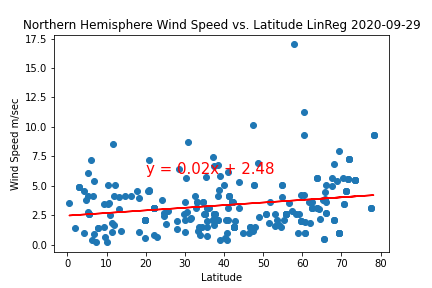 Northern Hemisphere Wind Speed vs. Latitude LinReg 2020-09-29
17.5
15.0
12.5
10.0
7.5
5.0
2.5
0.0
Wind Speed m/sec
y = 0.02x + 2.48
0 10 20 30 40 50 60 70 80
Latitude